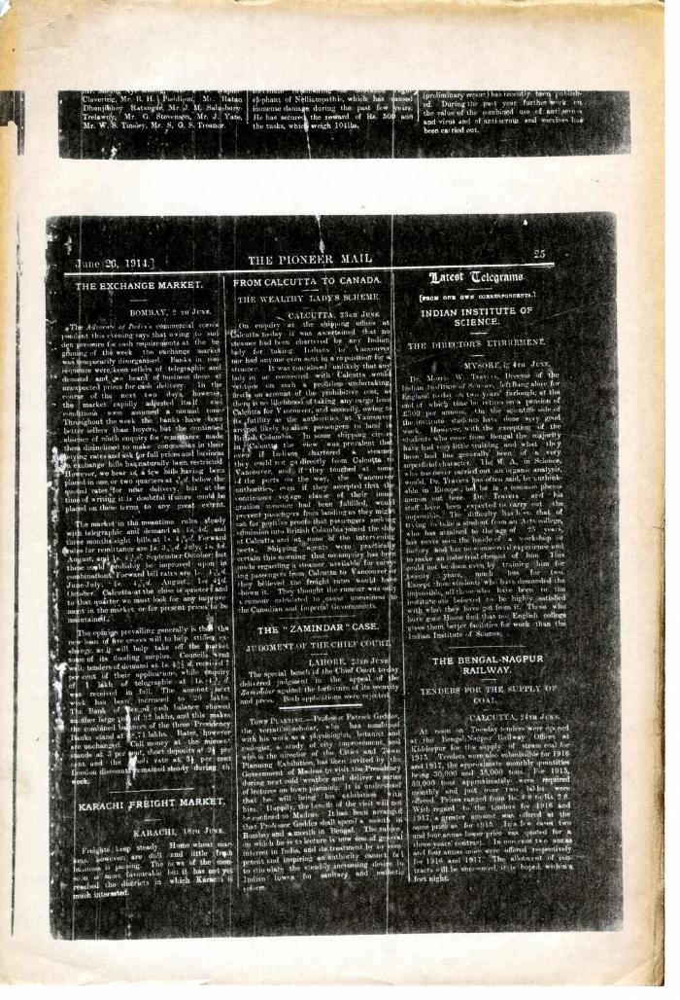 Clavering, Mr. R. H. Paddison, Mr. Ratan
Dhunjibhoy Ratangar, Mr. J. M. Salusbury-
Trelawny, Mr. G. Stevenson, Mr. J. Yate,
Mr. W. S. Tinsley, Mr. S. G. S. Treanor.
elephant of Nelliampathis, which has caused
immense damage during the past few years.
He has secured the reward of Rs. 500 and
the tusks, which weigh 104lbs.
(preliminary report) has recently been publish-
ed. During the past year further work on
the value of the combined use of anti serum
and virus and of anti serum and vaccines has
been carried out.
June 26, 1914.]
THE PIONEER MAIL
25
THE EXCHANGE MARKET.
BOMBAY, TH JUNE.
The Advocate of India's commercial corres
pondent this evening says that owing to sud
den pressure for cash requirements at the be
ginning of the week the exchange market
was temporarily disorganised. Banks in con-
sequence were keen sellers of telegraphic and
demand and we heard of business done at
unexpected prices for cash delivery. In the
course of the next two days, however,
the market rapidly adjusted itself and
conditions soon assumed a normal tone.
Throughout the week the banks have been
better sellers than buyers, but the continued
absence of much enquiry for remittance made
them disinclined to make concessions in their
buying rates and ask for full prices and business
in exchange bills has naturally been restricted.
However, we hear of a few bills having been
placed in one or two quarters at d. below the
quoted rates for near delivery, but at the
time of writing it is doubtful if more could be
placed on these terms to any great extent.
The market in the meantime rules steady
with telegraphic and demand at 1s. 4d. and
three months sight bills at 1s. 4 d. Forward
rates for remittance are 1s. d. July, 1s. 4d.
August, and 1s. d. September-October; but
these could probably be improved upon in
combination. Forward bill rates are 1s.
June-July 1s. 4 d. August, 1s. 4 d
October. Calcutta at the close is quiet and
to that quarter we must look for any improve-
ment in the market or for present prices to be
maintained.
The opinion prevailing generally is that the
new loan of five crores will help to stiffen ex-
change, as it will help take off the market
some of its flooding surplus. Councils went
well, tenders of demand at 1s. d. received 7
per cent of their applications, while enquiry
of 1 lakh of telegraphic at 1s. d.
was received in full. The amount next
week has been increased to 20 lakhs.
The Bank of Bengal cash balance showed
another large jump of 92 lakhs, and this makes
the combined balances of the three Presidency
Banks stand at 71 lakhs. Rates, however
are unchanged. Call money at the moment
stands at 3 per cent, short deposits at 2 per
cent and the rate at 3 per cent
London discount remained steady during th
week.
KARACHI FREIGHT MARKET.
KARACHI, 18TH JUNE.
Freights keep steady. Home wheat mar-
kets, however, are dull and little fresh
business is passing. The news of the mon-
soon is more favourable but it has not yet
reached the districts in which Karachi is
much interested.
FROM CALCUTTA TO CANADA.
THE WEALTHY LADY'S SCHEME.
CALCUTTA, 23RD JUNE.
On enquiry at the shipping offices at
Calcutta today it was ascertained that no
steamer had been chartered by any Indian
lady for taking Indians to Vancouver
nor had anyone even sent in a requisition for a
steamer. It was considered unlikely that any
lady in or connected with Calcutta would
venture on such a profitless undertaking
firstly on account of the prohibitive cost, as
there is no likelihood of taking any cargo from
Calcutta for Vancouver, and secondly, owing to
its futility as the authorities at Vancouver
are not likely to allow passengers to land in
British Columbia. In some shipping circles
in Calcutta the view was prevalent that
even if Indians chartered a steamer
they could not go directly from Calcutta to
Vancouver, and if they touched at some
of the ports on the way, the Vancouver
authorities, even if they accepted that the
continuous voyage clause of their immi
gration measure had been fulfilled, would
prevent passengers from landing as they might
ask for positive proofs that passengers seeking
admission into British Columbia joined the ship
at Calcutta and at none of the intervening
ports. Shipping agents were practically
certain this morning that no enquiry has been
made regarding a steamer available for carry-
ing passengers from Calcutta to Vancouver or
they believed the freight rates would have
shown it. They thought the rumour was only
a rumour calculated to cause uneasiness to
the Canadian and Imperial Governments.
THE "ZAMINDAR" CASE.
JUDGMENT OF THE CHIEF COURT.
LAHORE, 23RD JUNE
The special bench of the Chief Court today
delivered judgment in the appeal of the
Zamindar against the forfeiture of its security
and press. Both applications were rejected.
TOWN PLANNING.—Professor Patrick Geddes,
the versatile scholar, who has combined
with his work as a physiologist, botanist and
zoologist, a study of city improvement, and
who is the director of the Cities and Town
Planning Exhibition, has been invited by the
Government of Madras to visit the Presidency
during next cold weather and deliver a series
of lectures on town planning. It is understood
that he will bring his exhibition with
him. Happily, the benefit of the visit will not
be confined to Madras. It has been arranged
that Professor Geddes shall spend a month in
Bombay and a month in Bengal. The subject
on which he is to lecture is now one of general
interest in India, and its treatment by so com-
petent and inspiring an authority cannot fail
to stimulate the steadily increasing desire in
Indian towns for sanitary and esthetic
reform.
Latest Telegrams
[FROM OUR OWN CORRESPONDENTS.]
INDIAN INSTITUTE OF
SCIENCE.
THE DIRECTOR'S RETIREMENT.
MYSORE, 4TH JUNE.
Dr. Morris W. Travers, Director of the
Indian Institute of Science, left Bangalore for
England today on two years' furlough, at the
end of which he retires on a pension of
£500 per annum. On the scientific side of
the institute students have done very good
work. However, with the exception of the
students who come from Bengal the majority
have had very little training and what they
have had has generally been of a very
superficial character. The M. A. in Science,
who has never carried out an organic analysis,
would, Dr. Travers has often said, be unthink-
able in Europe, but he is a common pheno-
menon out here. Dr. Travers and his
staff have been expected to carry out the
impossible. The difficulty has been that of
trying to take a student from an Arts college,
who has attained to the age of 25 years,
has never seen the inside of a workshop or
factory and has no commercial experience and
to make an industrial chemist of him. This
could not be done even by training him for
twenty years, much less for two.
Except those students who have demanded the
impossible, all those who have been to the
institute are believed to be highly satisfied
with what they have got from it. Those who
have gone Home find that no English college
gives them better facilities for work than the
Indian Institute of Science.
THE BENGAL-NAGPUR
RAILWAY.
TENDERS FOR THE SUPPLY OF
COAL.
CALCUTTA, 24TH JUNE.
At noon on Tuesday tenders were opened
at the Bengal Nagpur Railway Offices at
Kidderpur for the supply of steam coal for
1915. Tenders were also submissible for 1916
and 1917, the approximate monthly quantities
being 30,000 and 35,000 tons. For 1915,
30,000 tons approximately were required
monthly and just over two lakhs were
offered. Prices ranged from Rs. 8 to Rs. 2 8.
With regard to the tenders for 1916 and
1917, a greater amount was offered at the
same price as for 1915. In a few cases two
and four annas lower price was quoted for a
three-years' contract. In one case two annas
and four annas more were offered respectively
for 1916 and 1917. The allotment of con-
tracts will be announced, it is hoped, within a
fortnight.